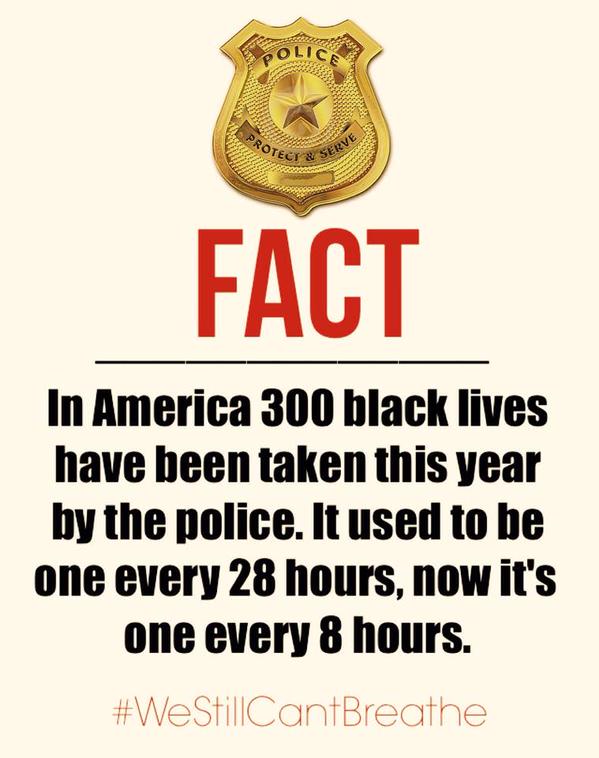 POLICE
PROTECT & SERVE
FACT
In America 300 black lives
have been taken this year
by the police. It used to be
one every 28 hours, now it's
one every 8 hours.
#WeStillCantBreathe